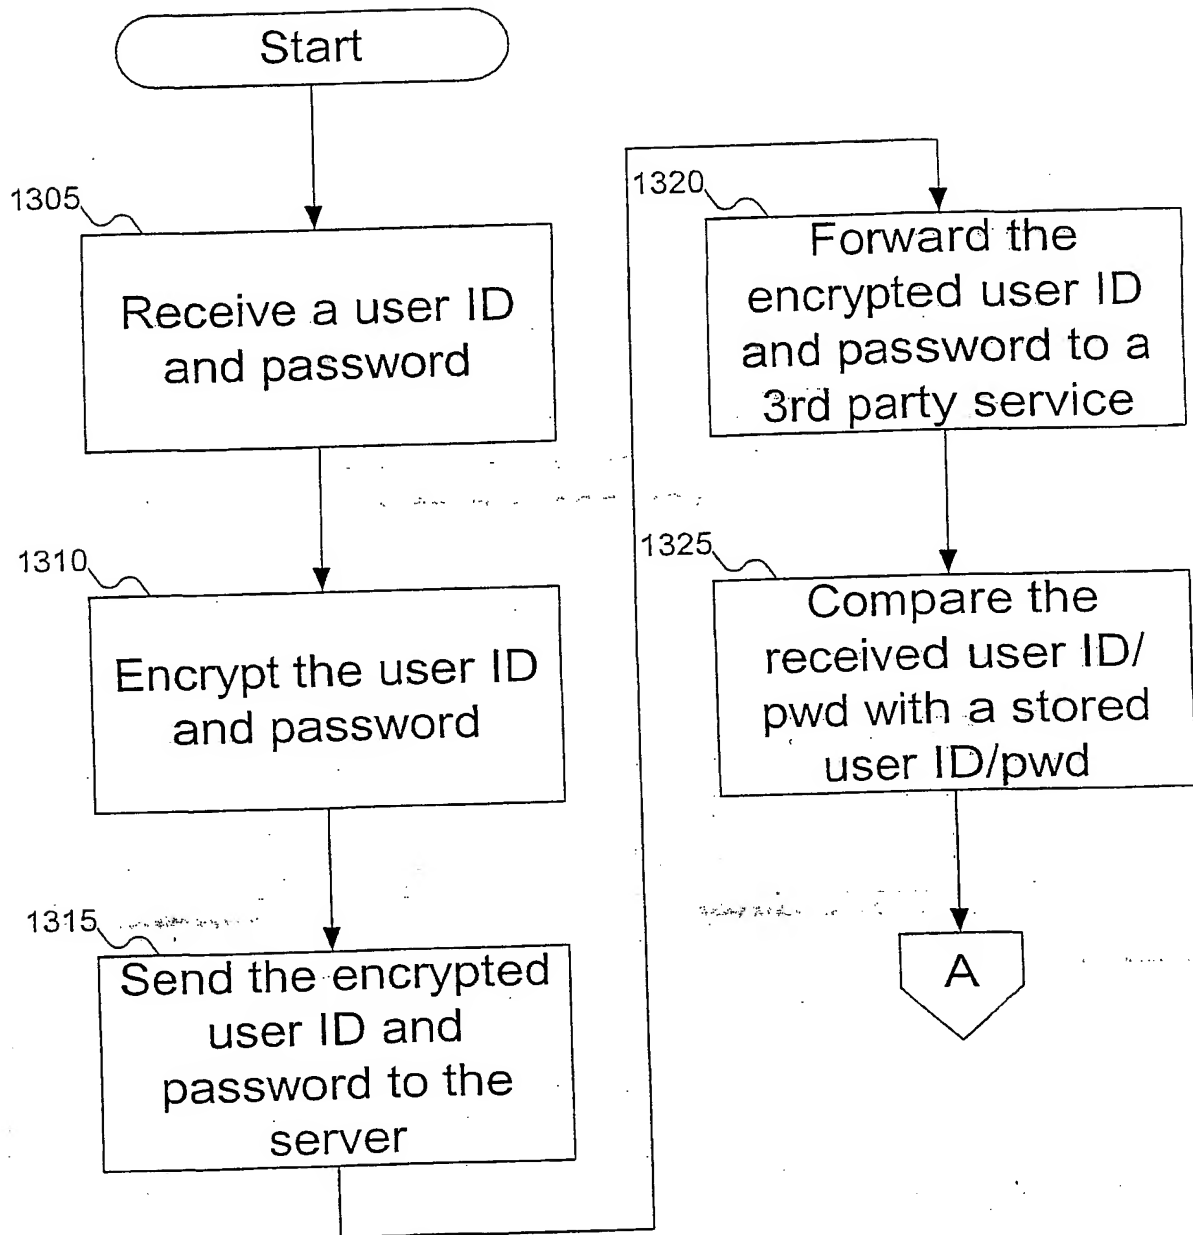 Start
1305
Receive a user ID
and password
1310
Encrypt the user ID
and password
1315
Send the encrypted
user ID and
password to the
server
1320
Forward the
encrypted user ID
and password to a
3rd party service
1325
Compare the
received user ID/
pwd with a stored
user ID/pwd
A